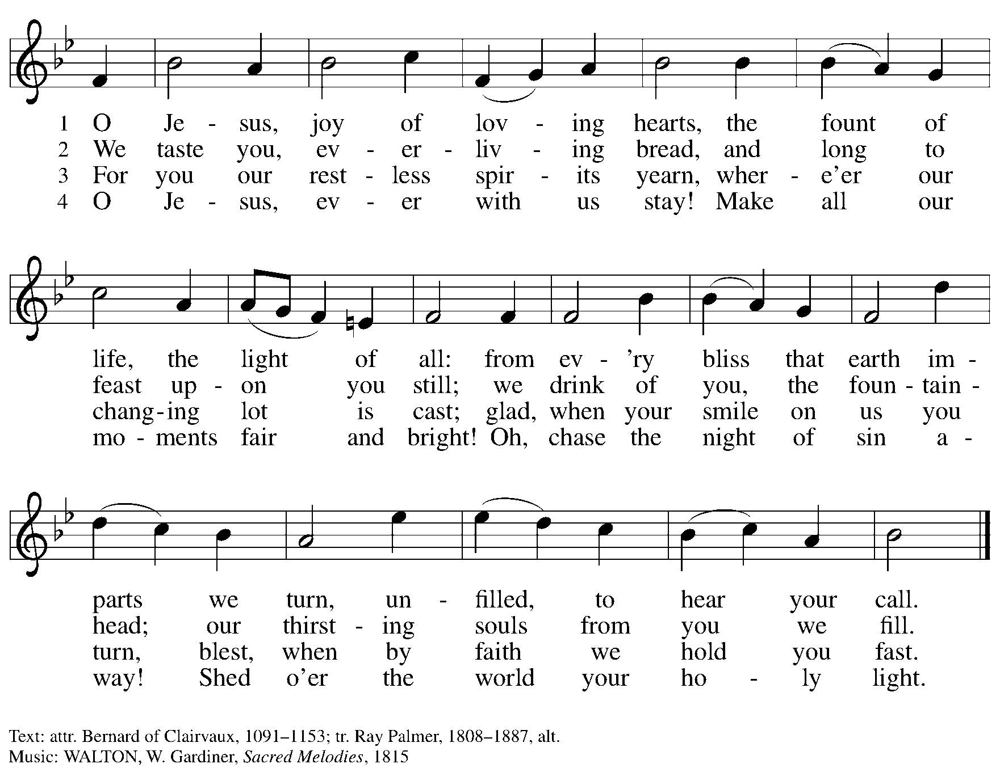 1 O Je - sus, joy of lov - ing hearts, the fount of
2 We taste you, ev - er - liv - ing bread, and long to
3 For you our rest - less spir - its yearn, wher - e’er our
4 O Je - sus, ev - er with us stay! Make all our
life, the light of all: from ev - ’ry bliss that earth im -
feast up - on you still; we drink of you, the foun - tain -
chang - ing lot is cast; glad, when your smile on us you
mo - ments fair and bright! Oh, chase the night of sin a -
parts we turn, un - filled, to hear your call.
head; our thirst - ing souls from you we fill.
turn, blest, when by faith we hold you fast.
way! Shed o’er the world your ho - ly light.
Text: attr. Bernard of Clairvaux, 1091–1153; tr. Ray Palmer, 1808–1887, alt.
Music: WALTON, W. Gardiner, Sacred Melodies, 1815